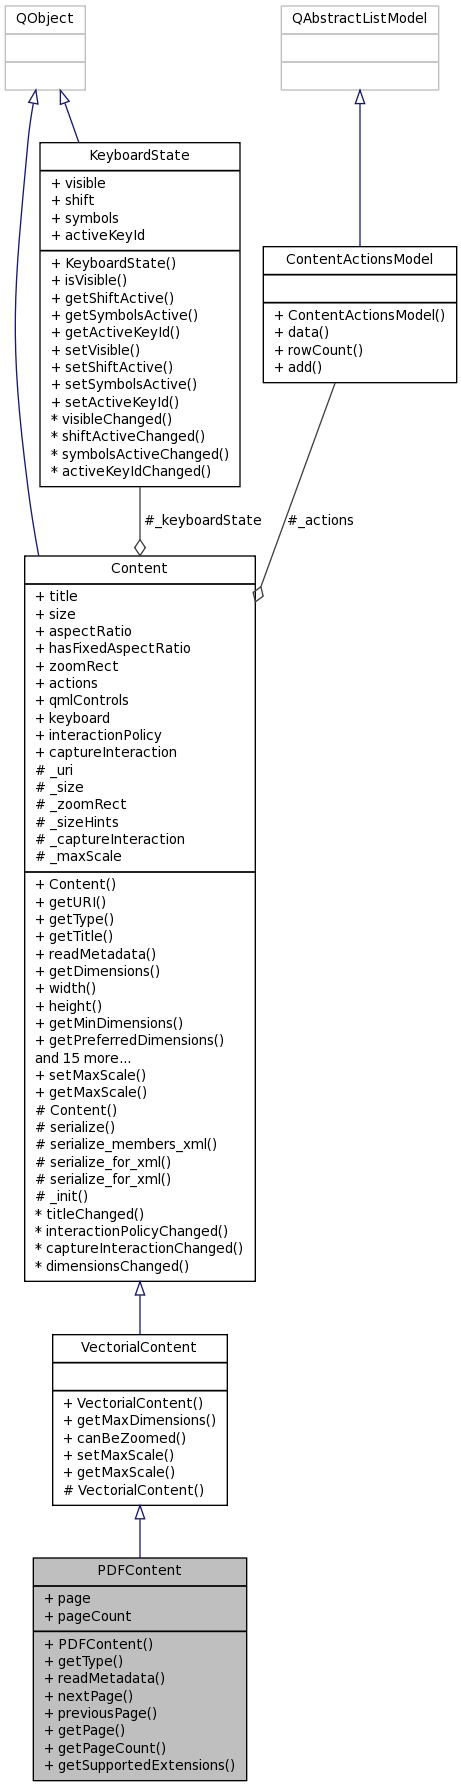 QObject
QAbstractListModel
KeyboardState
+ visible
+ shift
+ symbols
+ activeKeyId
+ KeyboardState()
+ isVisible()
+ getShiftActive()
+ getSymbolsActive()
+ getActiveKeyId()
+ setVisible()
+ setShiftActive()
+ setSymbolsActive()
+ setActiveKeyId()
* visibleChanged()
* shiftActiveChanged()
* symbolsActiveChanged()
* activeKeyIdChanged()
ContentActionsModel
+ ContentActionsModel()
+ data()
+ rowCount()
+ add()
#_keyboardState
#_actions
Content
+ title
+ size
+ aspectRatio
+ hasFixedAspectRatio
+ zoomRect
+ actions
+ qmlControls
+ keyboard
+ interactionPolicy
+ captureInteraction
# _uri
# _size
# _zoomRect
# _sizeHints
# _captureInteraction
# _maxScale
+ Content()
+ getURI()
+ getType()
+ getTitle()
+ readMetadata()
+ getDimensions()
+ width()
+ height()
+ getMinDimensions()
+ getPreferredDimensions()
and 15 more...
+ setMaxScale()
+ getMaxScale()
# Content()
# serialize()
# serialize_members_xml()
# serialize_for_xml()
# serialize_for_xml()
# _init()
* titleChanged()
* interactionPolicyChanged()
* captureInteractionChanged()
* dimensionsChanged()
VectorialContent
+ VectorialContent()
+ getMaxDimensions()
+ canBeZoomed()
+ setMaxScale()
+ getMaxScale()
# VectorialContent()
PDFContent
+ page
+ pageCount
+ PDFContent()
+ getType()
+ readMetadata()
+ nextPage()
+ previousPage()
+ getPage()
+ getPageCount()
+ getSupportedExtensions()